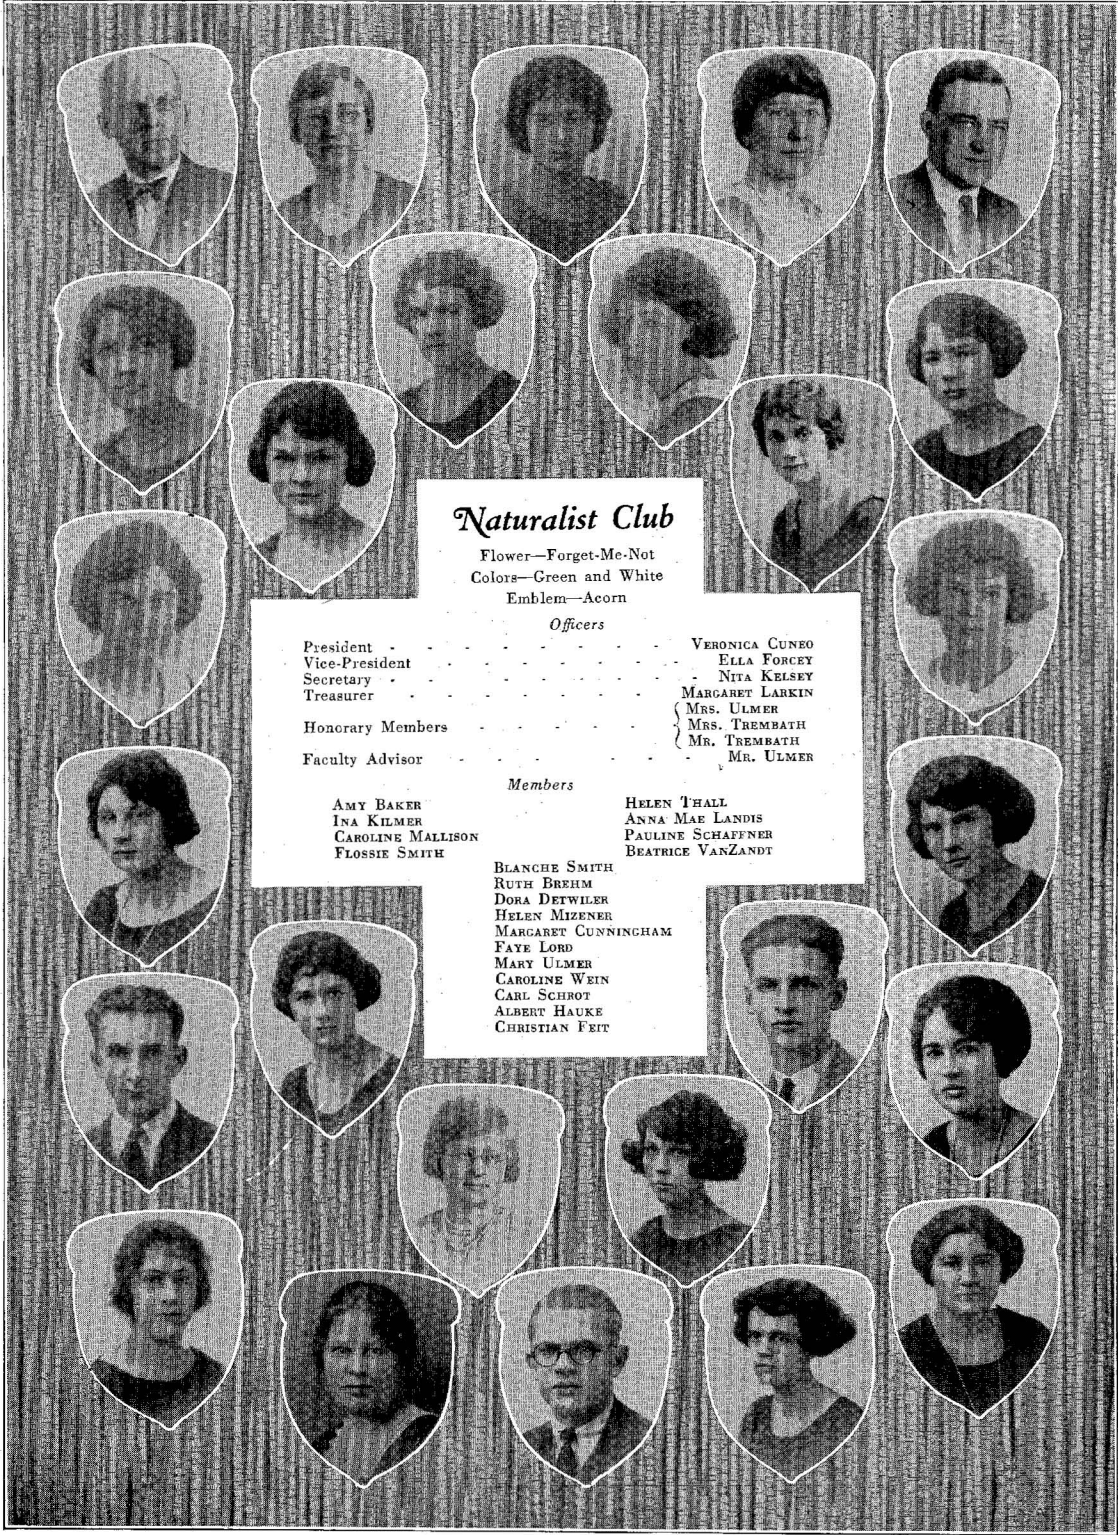 Naturalist Club
Flower—Forget-Me-Not
Colors—Green and White
Emblem—Acorn
Officers
President - - - - - - - - VERONICA CUNEO
Vice-President - - - - - - - ELLA FORCEY
Secretary - - - - - - - - NITA KELSEY
Treasurer - - - - - - - MARGARET LARKIN
MRS. ULMER
Honorary Members - - - - - MRS. TREMBATH
MR. TREMBATH
Faculty Advisor - - - - - - MR. ULMER
Members
AMY BAKER HELEN THALL
INA KILMER ANNA MAE LANDIS
CAROLINE MALLISON PAULINE SCHAFFNER
FLOSSIE SMITH BEATRICE VANZANDT
BLANCHE SMITH
RUTH BREHM
DORA DETWILER
HELEN MIZENER
MARGARET CUNNINGHAM
FAYE LORD
MARY ULMER
CAROLINE WEIN
CARL SCHROT
ALBERT HAUKE
CHRISTIAN FEIT